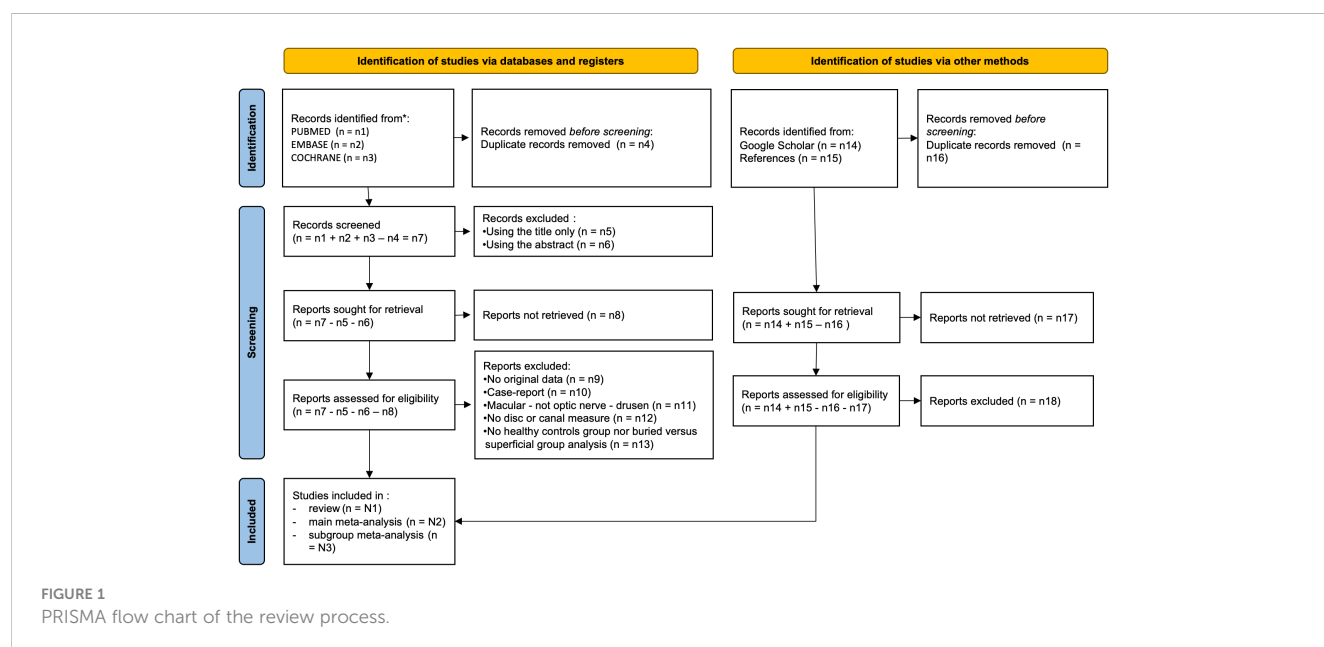 Identification of studies via databases and registers
Identification of studies via other methods
Identification
Records identified from*:
PUBMED (n = n1)
EMBASE (n = n2)
COCHRANE (n = n3)
Records removed before screening:
Duplicate records removed (n = n4)
Records identified from:
Google Scholar (n = n14)
References (n = n15)
Records removed before
screening:
Duplicate records removed (n =
n16)
Screening
Records screened
(n = n1 + n2 + n3 – n4 = n7)
Records excluded :
•Using the title only (n = n5)
•Using the abstract (n = n6)
Reports sought for retrieval
(n = n7 - n5 - n6)
Reports not retrieved (n = n8)
Reports sought for retrieval
(n = n14 + n15 – n16 )
Reports not retrieved (n = n17)
Reports assessed for eligibility
(n = n7 - n5 - n6 – n8)
Reports excluded:
•No original data (n = n9)
•Case-report (n = n10)
•Macular - not optic nerve - drusen (n = n11)
•No disc or canal measure (n = n12)
•No healthy controls group nor buried versus
superficial group analysis (n = n13)
Reports assessed for eligibility
(n = n14 + n15 - n16 - n17)
Reports excluded (n = n18)
Included
Studies included in :
- review (n = N1)
- main meta-analysis (n = N2)
- subgroup meta-analysis (n
= N3)
FIGURE 1
PRISMA flow chart of the review process.